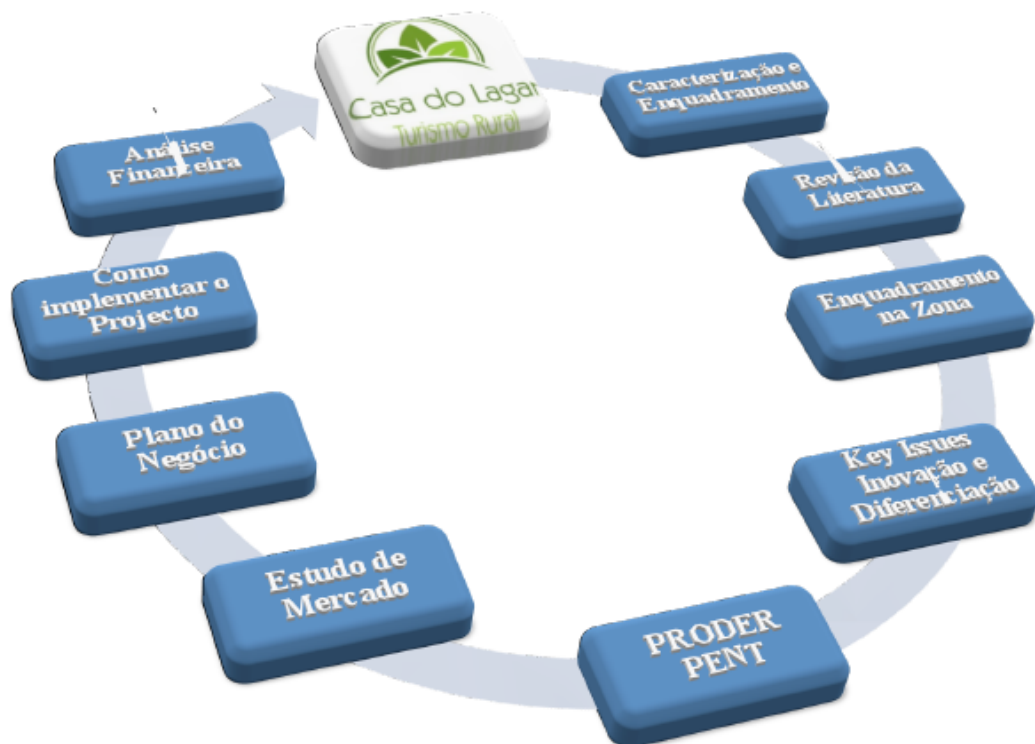 Casa do Lagar
Turismo Rural
Caracterização e
Enquadramento
Revisão da
Literatura
Enquadramento
na Zona
Key Issues
Inovação e
Diferenciação
PRODER
PENT
Estudo de
Mercado
Plano do
Negócio
Como
implementar o
Projecto
Análise
Financeira